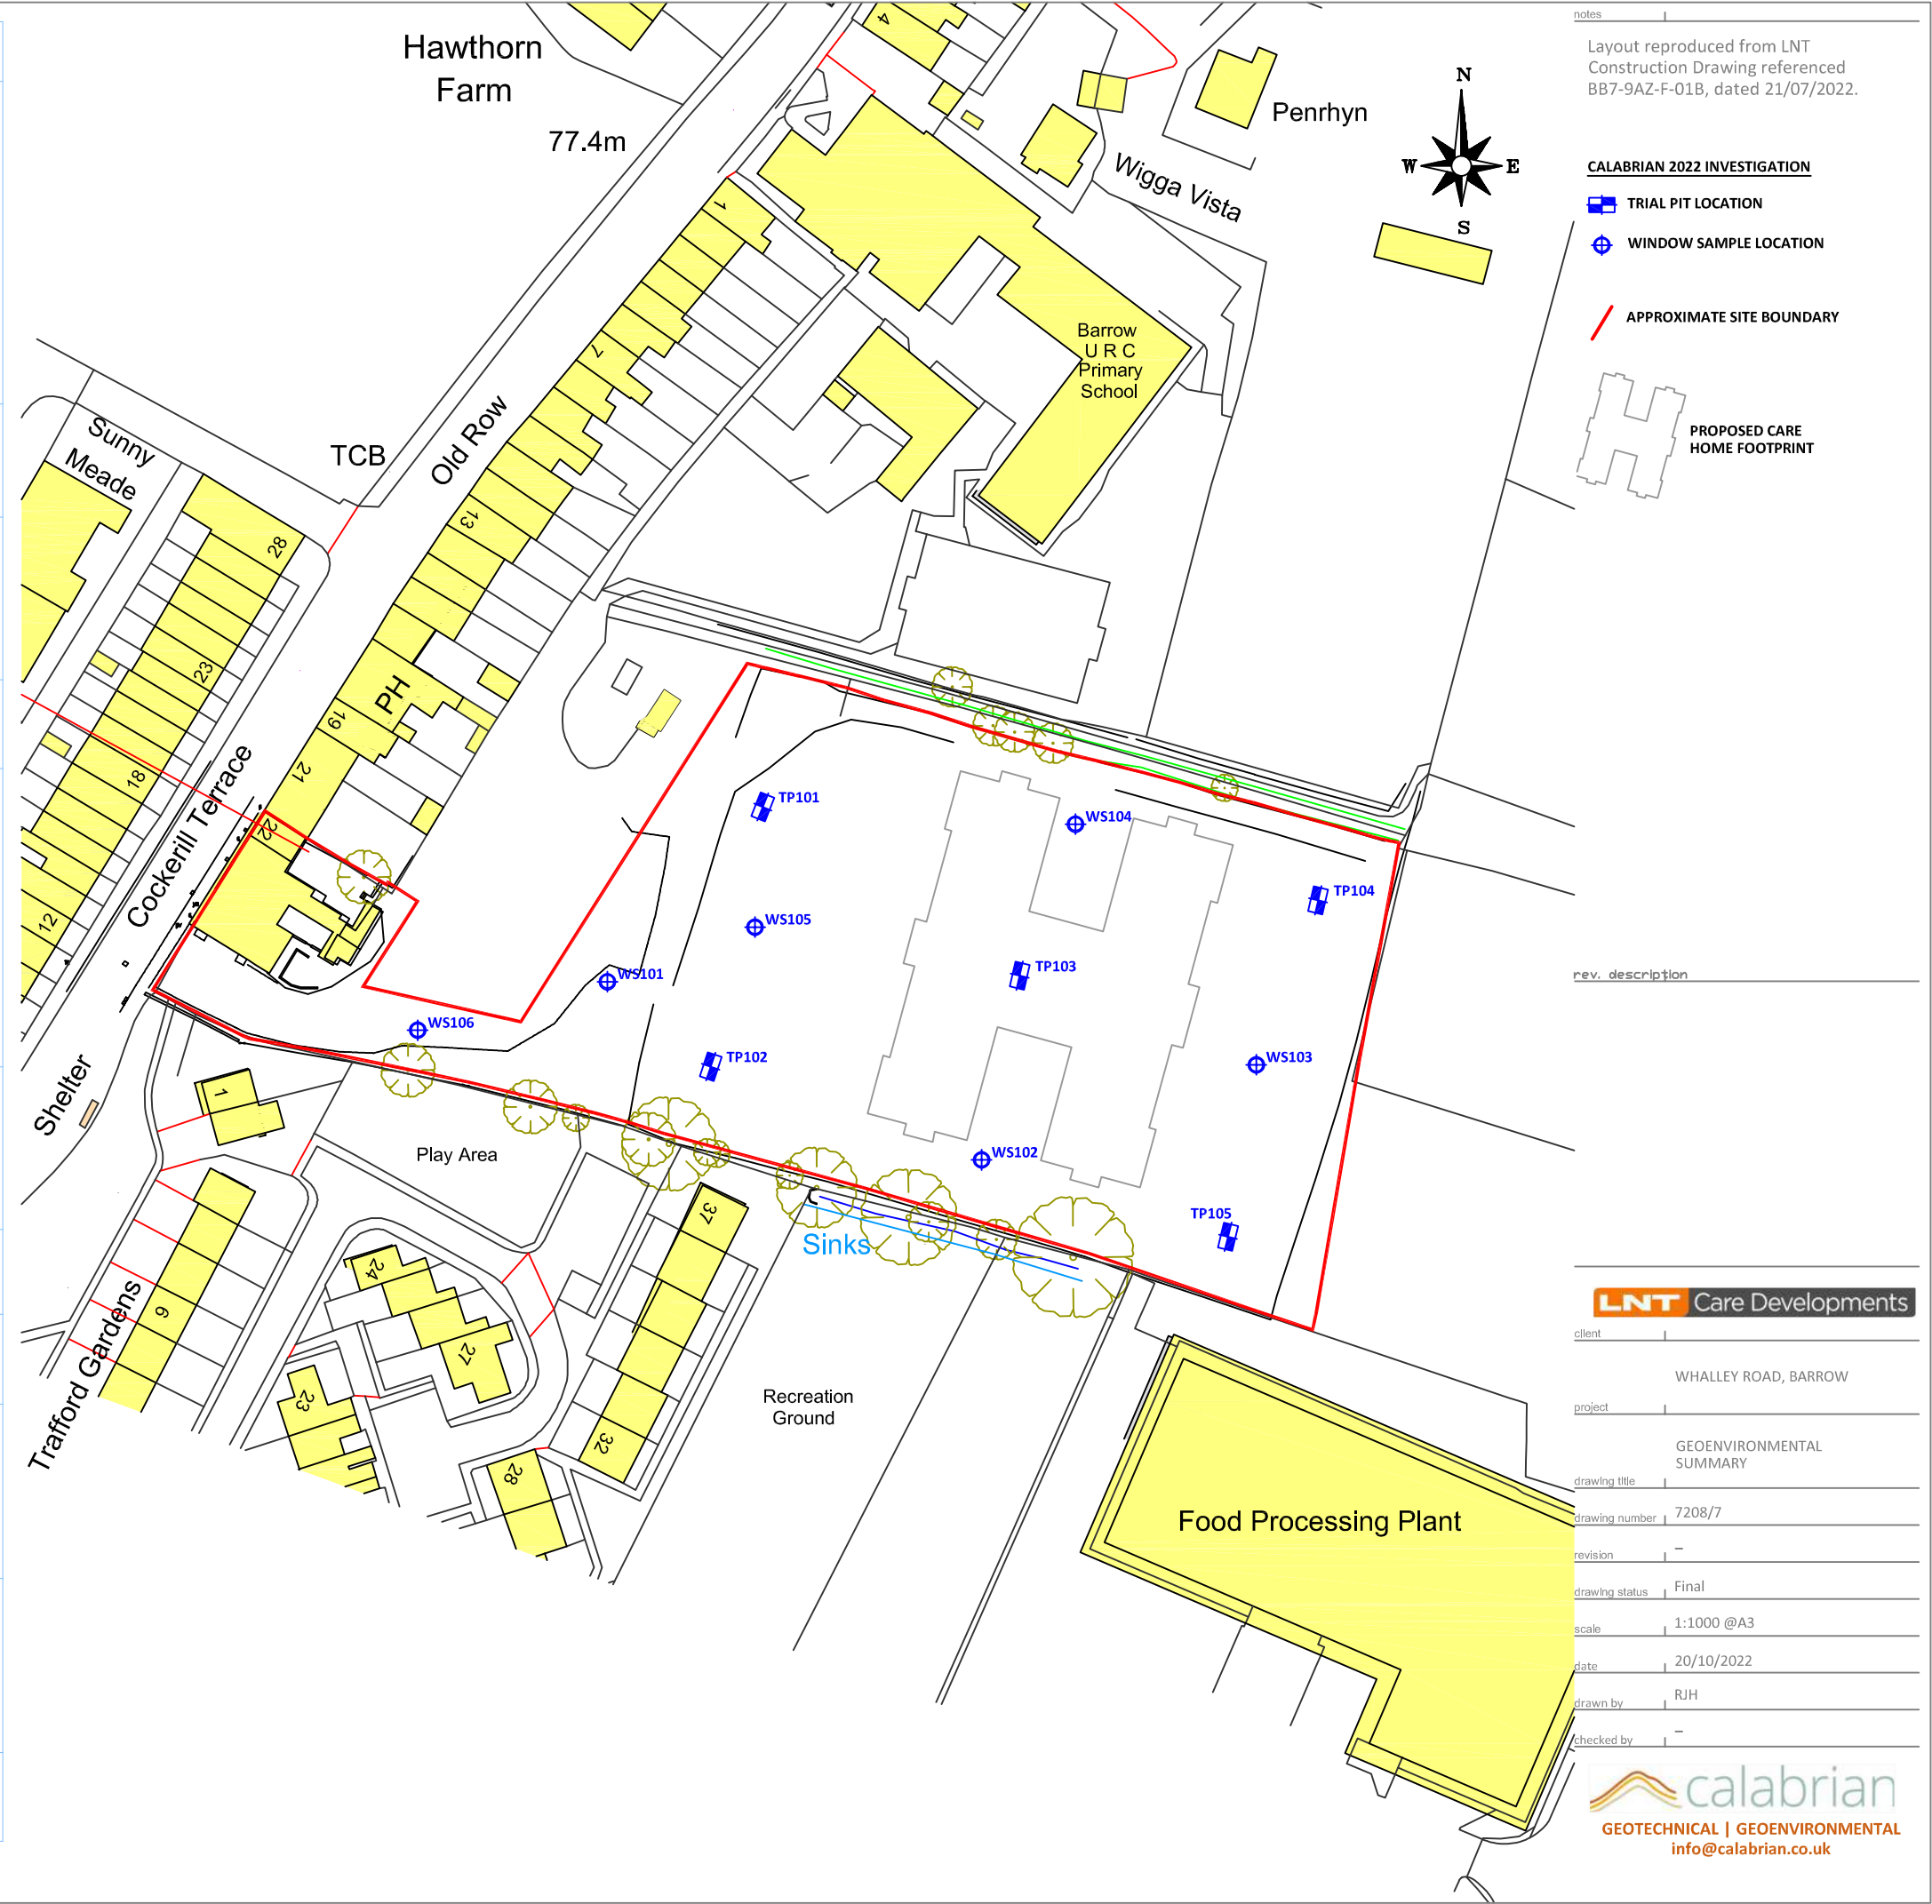 Hawthorn
Farm
77.4m
4
Penrhyn
Wigga Vista
N
W
E
S
1
7
13
Barrow
U R C
Primary
School
Old Row
TCB
Sunny
Meade
28
23
18
12
PH
19
21
22
Cockerill Terrace
Shelter
TP101
WS104
TP104
WS105
TP103
WS101
WS106
TP102
WS103
WS102
TP105
1
Play Area
Sinks
37
32
24
27
23
28
6
Trafford Gardens
Recreation
Ground
Food Processing Plant
notes
Layout reproduced from LNT
Construction Drawing referenced
BB7-9AZ-F-01B, dated 21/07/2022.
CALABRIAN 2022 INVESTIGATION
TRIAL PIT LOCATION
WINDOW SAMPLE LOCATION
APPROXIMATE SITE BOUNDARY
PROPOSED CARE
HOME FOOTPRINT
rev. description
LNT Care Developments
client
WHALLEY ROAD, BARROW
project
GEOENVIRONMENTAL
SUMMARY
drawing title
drawing number 7208/7
revision –
drawing status Final
scale 1:1000 @A3
date 20/10/2022
drawn by RJH
checked by –
calabrian
GEOTECHNICAL | GEOENVIRONMENTAL
info@calabrian.co.uk